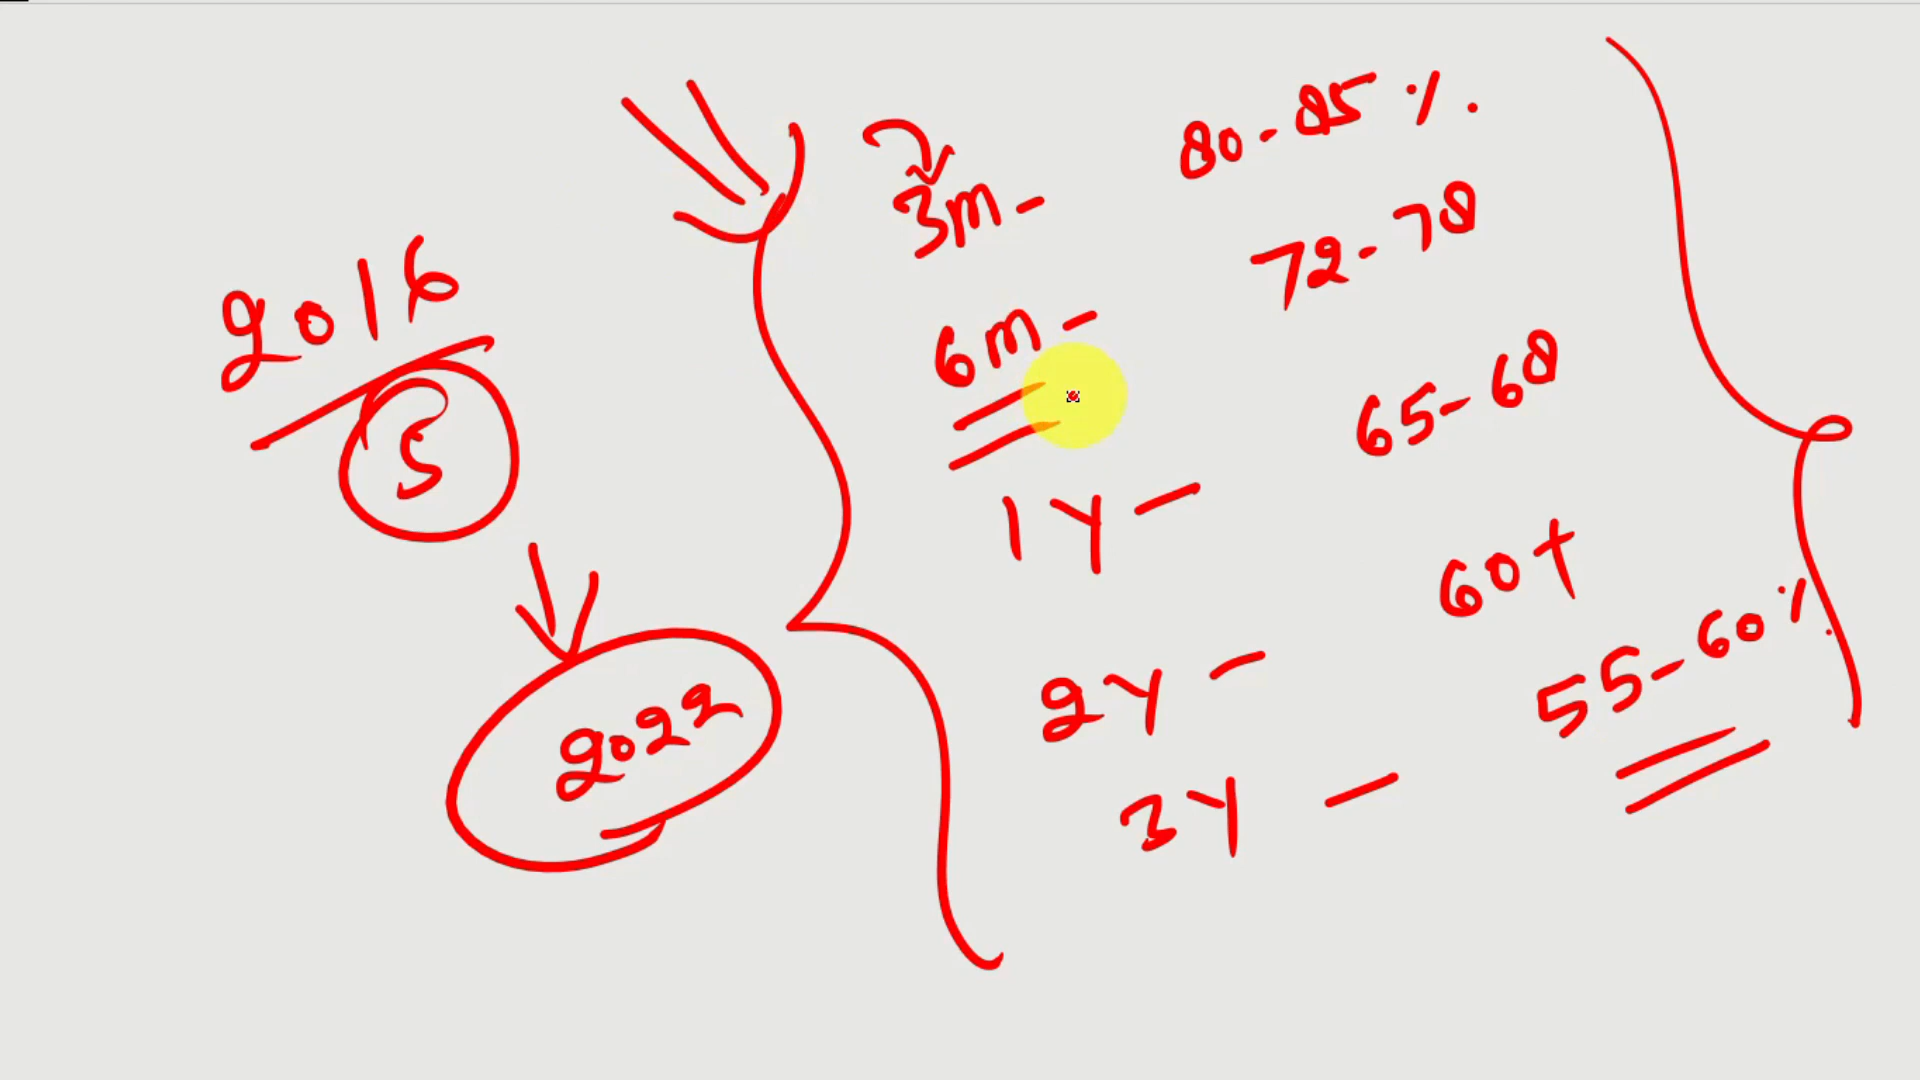 2016
5
2022
3m - 80-85%.
6m - 72-78
1Y - 65-68
2Y - 60+
3Y - 55-60%